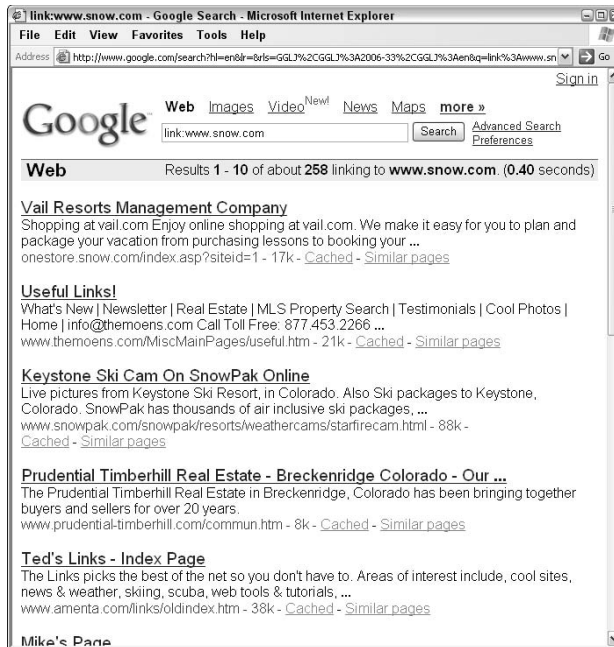 link:www.snow.com - Google Search - Microsoft Internet Explorer
File Edit View Favorites Tools Help
Address http://www.google.com/search?hl=en&lr=&rls=GGLJ%2CGGLJ%3A2006-33%2CGGLJ%3Aen&q=link%3Awww.sn Go
Sign in
Google™
Web Images Video New! News Maps more »
link:www.snow.com Search Advanced Search
Preferences
Web Results 1 - 10 of about 258 linking to www.snow.com. (0.40 seconds)
Vail Resorts Management Company
Shopping at vail.com Enjoy online shopping at vail.com. We make it easy for you to plan and
package your vacation from purchasing lessons to booking your ...
onestore.snow.com/index.asp?siteid=1 - 17k - Cached - Similar pages
Useful Links!
What's New | Newsletter | Real Estate | MLS Property Search | Testimonials | Cool Photos |
Home | info@themoens.com Call Toll Free: 877.453.2266 ...
www.themoens.com/MiscMainPages/useful.htm - 21k - Cached - Similar pages
Keystone Ski Cam On SnowPak Online
Live pictures from Keystone Ski Resort, in Colorado. Also Ski packages to Keystone,
Colorado. SnowPak has thousands of air inclusive ski packages, ...
www.snowpak.com/snowpak/resorts/weathercams/starfirecam.html - 88k -
Cached - Similar pages
Prudential Timberhill Real Estate - Breckenridge Colorado - Our ...
The Prudential Timberhill Real Estate in Breckenridge, Colorado has been bringing together
buyers and sellers for over 20 years.
www.prudential-timberhill.com/commun.htm - 8k - Cached - Similar pages
Ted's Links - Index Page
The Links picks the best of the net so you don't have to. Areas of interest include, cool sites,
news & weather, skiing, scuba, web tools & tutorials, ...
www.amenta.com/links/oldindex.htm - 38k - Cached - Similar pages
Mike's Page